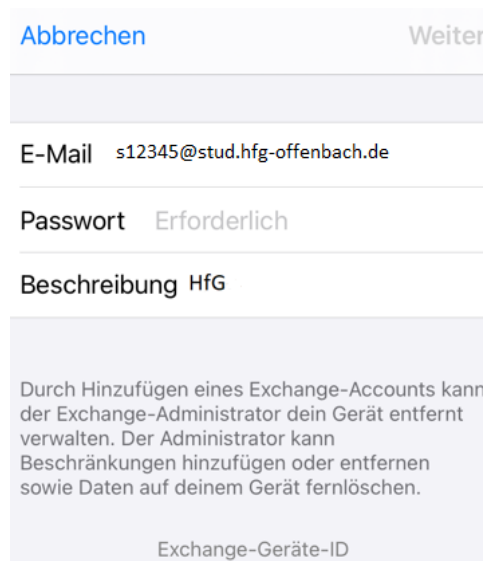 Abbrechen Weiter
E-Mail s12345@stud.hfg-offenbach.de
Passwort Erforderlich
Beschreibung HfG
Durch Hinzufügen eines Exchange-Accounts kann
der Exchange-Administrator dein Gerät entfernt
verwalten. Der Administrator kann
Beschränkungen hinzufügen oder entfernen
sowie Daten auf deinem Gerät fernlöschen.
Exchange-Geräte-ID